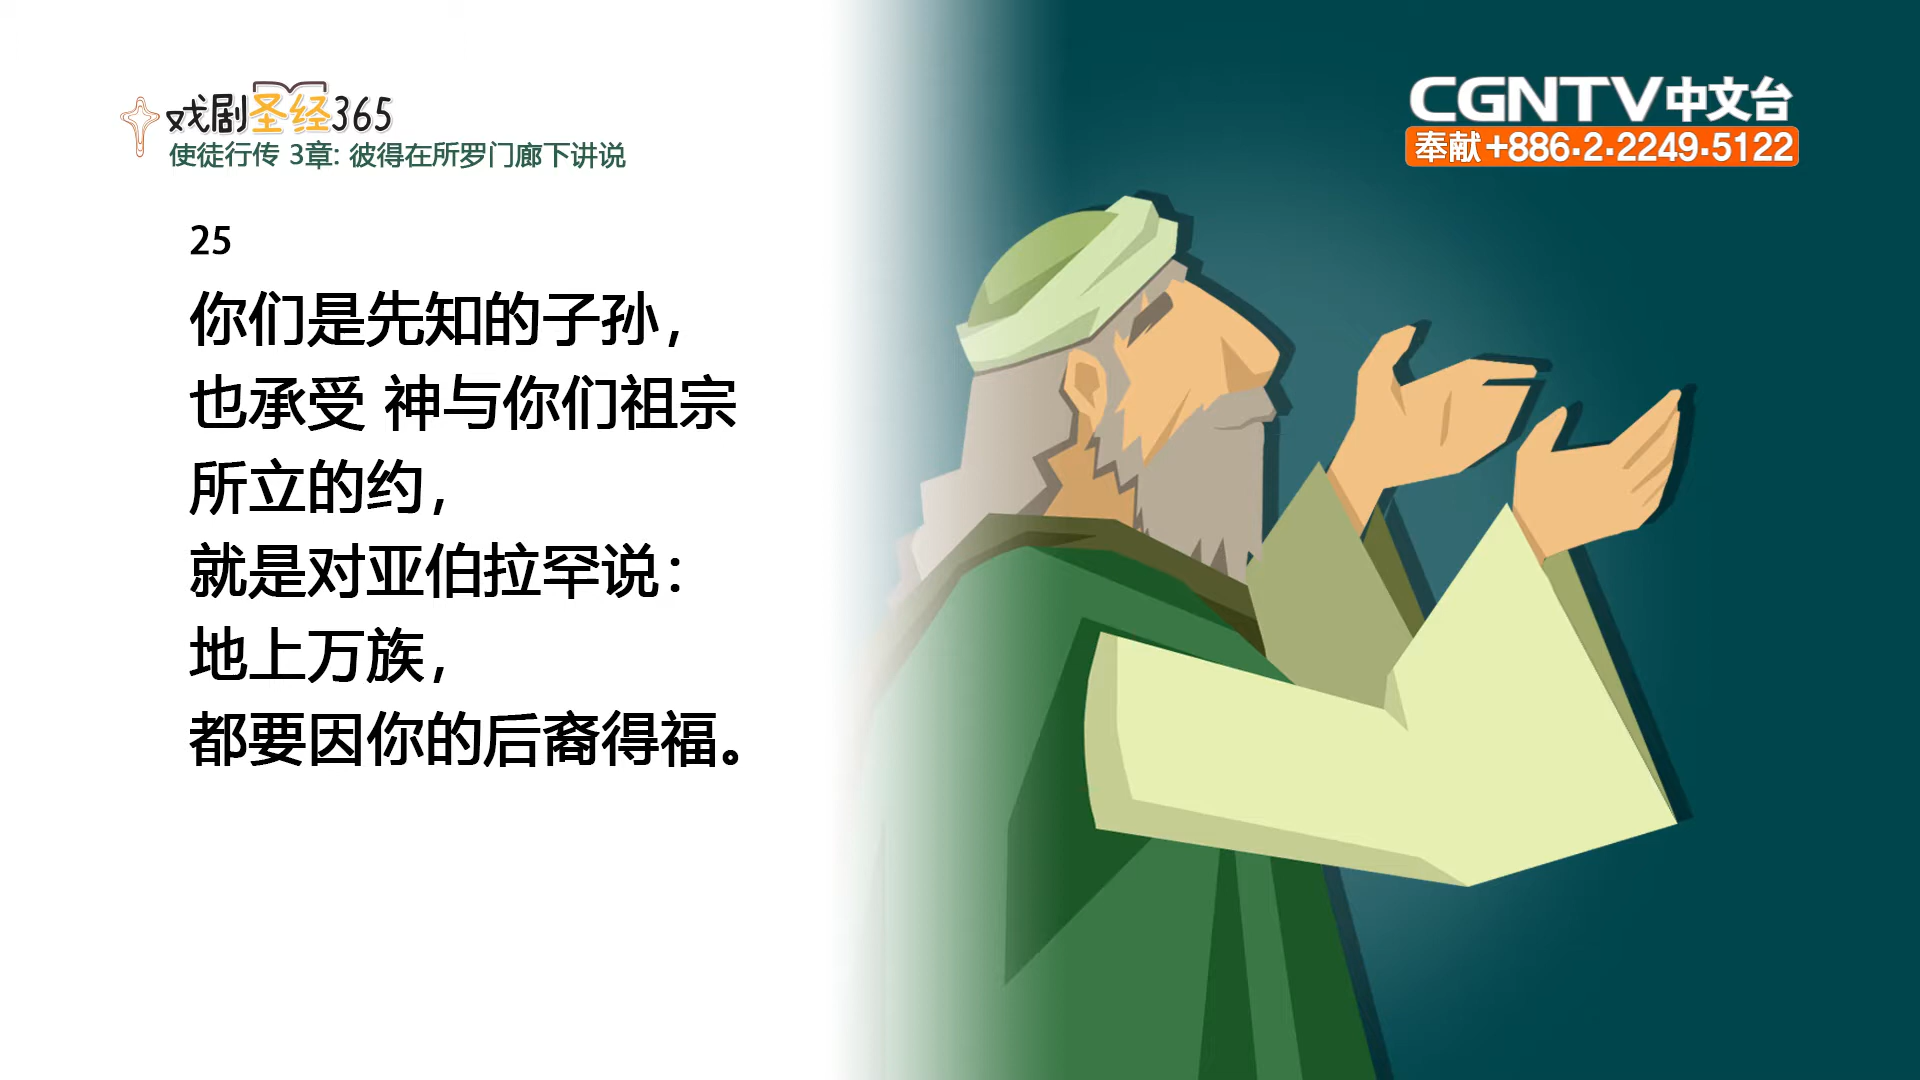 戏剧圣经365
使徒行传 3章: 彼得在所罗门廊下讲说
CGNTV中文台
奉献+886·2·2249·5122
25
你们是先知的子孙，
也承受 神与你们祖宗
所立的约，
就是对亚伯拉罕说：
地上万族，
都要因你的后裔得福。